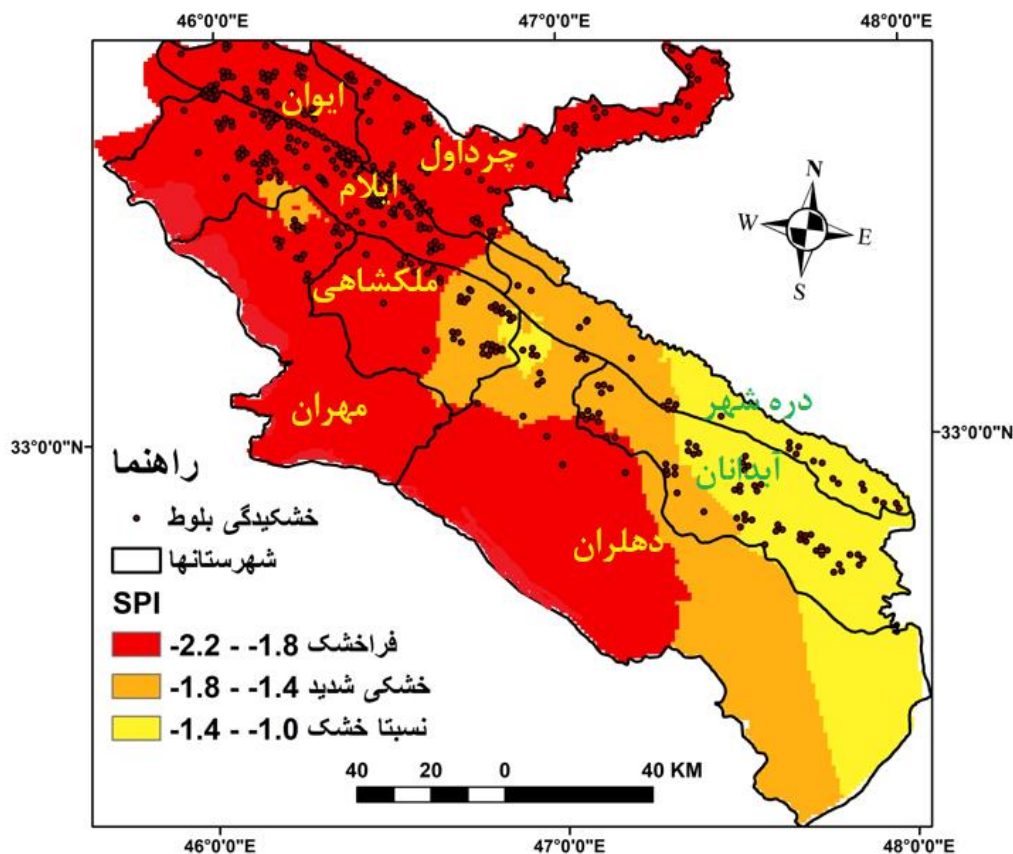 46°0'0"E 47°0'0"E 48°0'0"E
ایوان
چرداول
ایلام
N
W E
S
ملکشاهی
مهران
دره شهر
33°0'0"N 33°0'0"N
آبدانان
دهلران
راهنما
خشکیدگی بلوط
شهرستانها
SPI
فراخشک -2.2 - -1.8
خشکی شدید -1.8 - -1.4
نسبتا خشک -1.4 - -1.0
40 20 0 40 KM
46°0'0"E 47°0'0"E 48°0'0"E